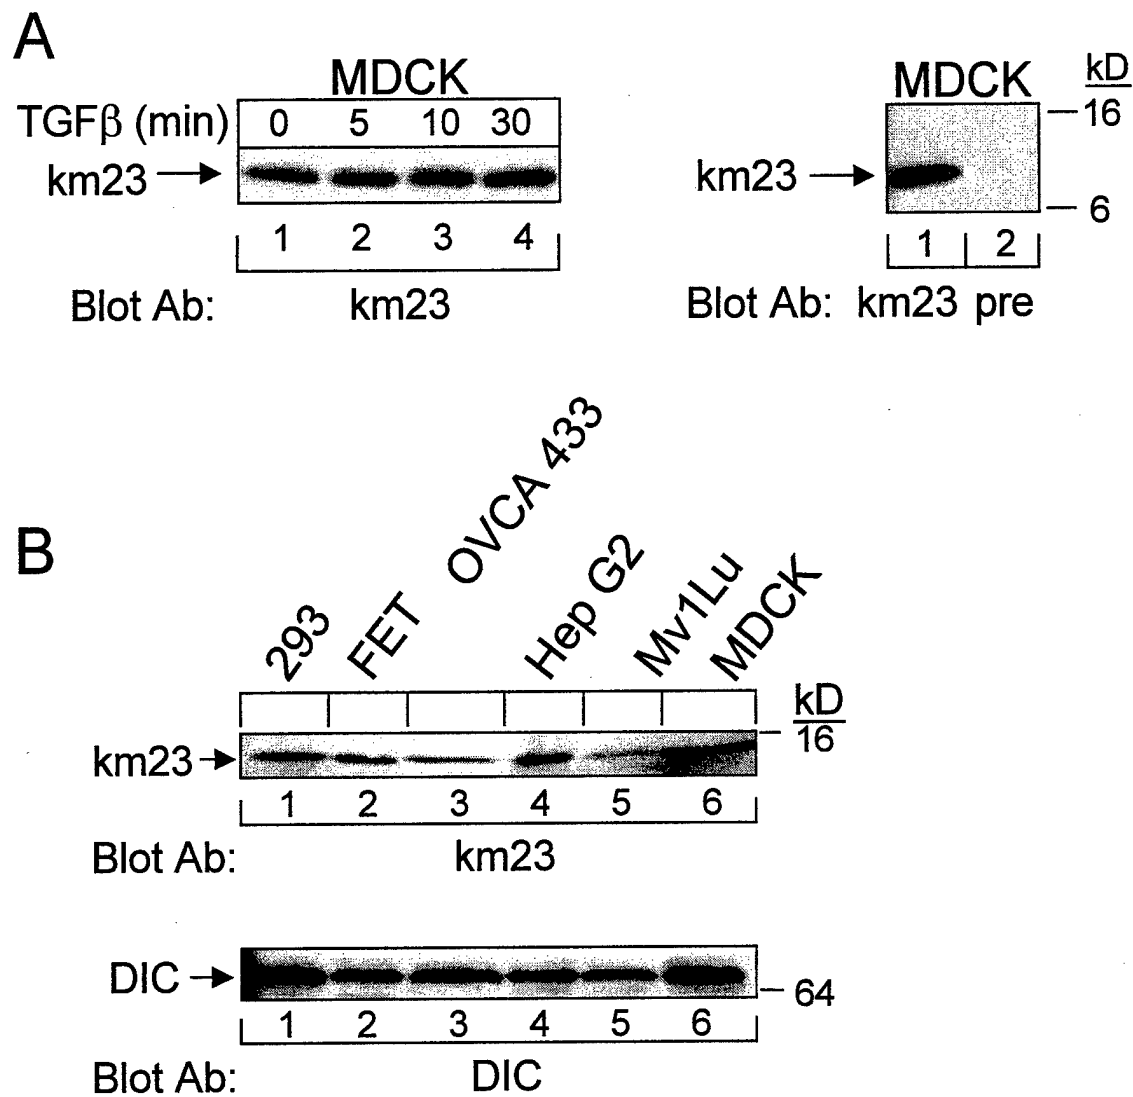 A
MDCK
TGFβ (min) 0 5 10 30
km23
1 2 3 4
Blot Ab: km23
MDCK
kD
16
km23
6
1 2
Blot Ab: km23 pre
B
293 FET OVCA 433 Hep G2 Mv1Lu MDCK
kD
16
km23
1 2 3 4 5 6
Blot Ab: km23
DIC
64
1 2 3 4 5 6
Blot Ab: DIC